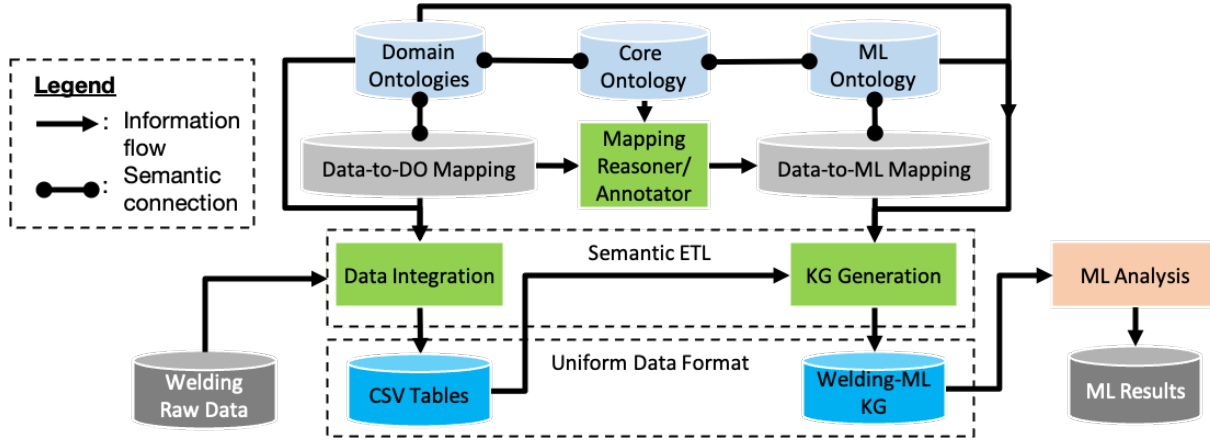 Legend
: Information
flow
: Semantic
connection
Domain
Ontologies
Core
Ontology
ML
Ontology
Data-to-DO Mapping
Mapping
Reasoner/
Annotator
Data-to-ML Mapping
Semantic ETL
Data Integration
KG Generation
ML Analysis
Uniform Data Format
Welding
Raw Data
CSV Tables
Welding-ML
KG
ML Results